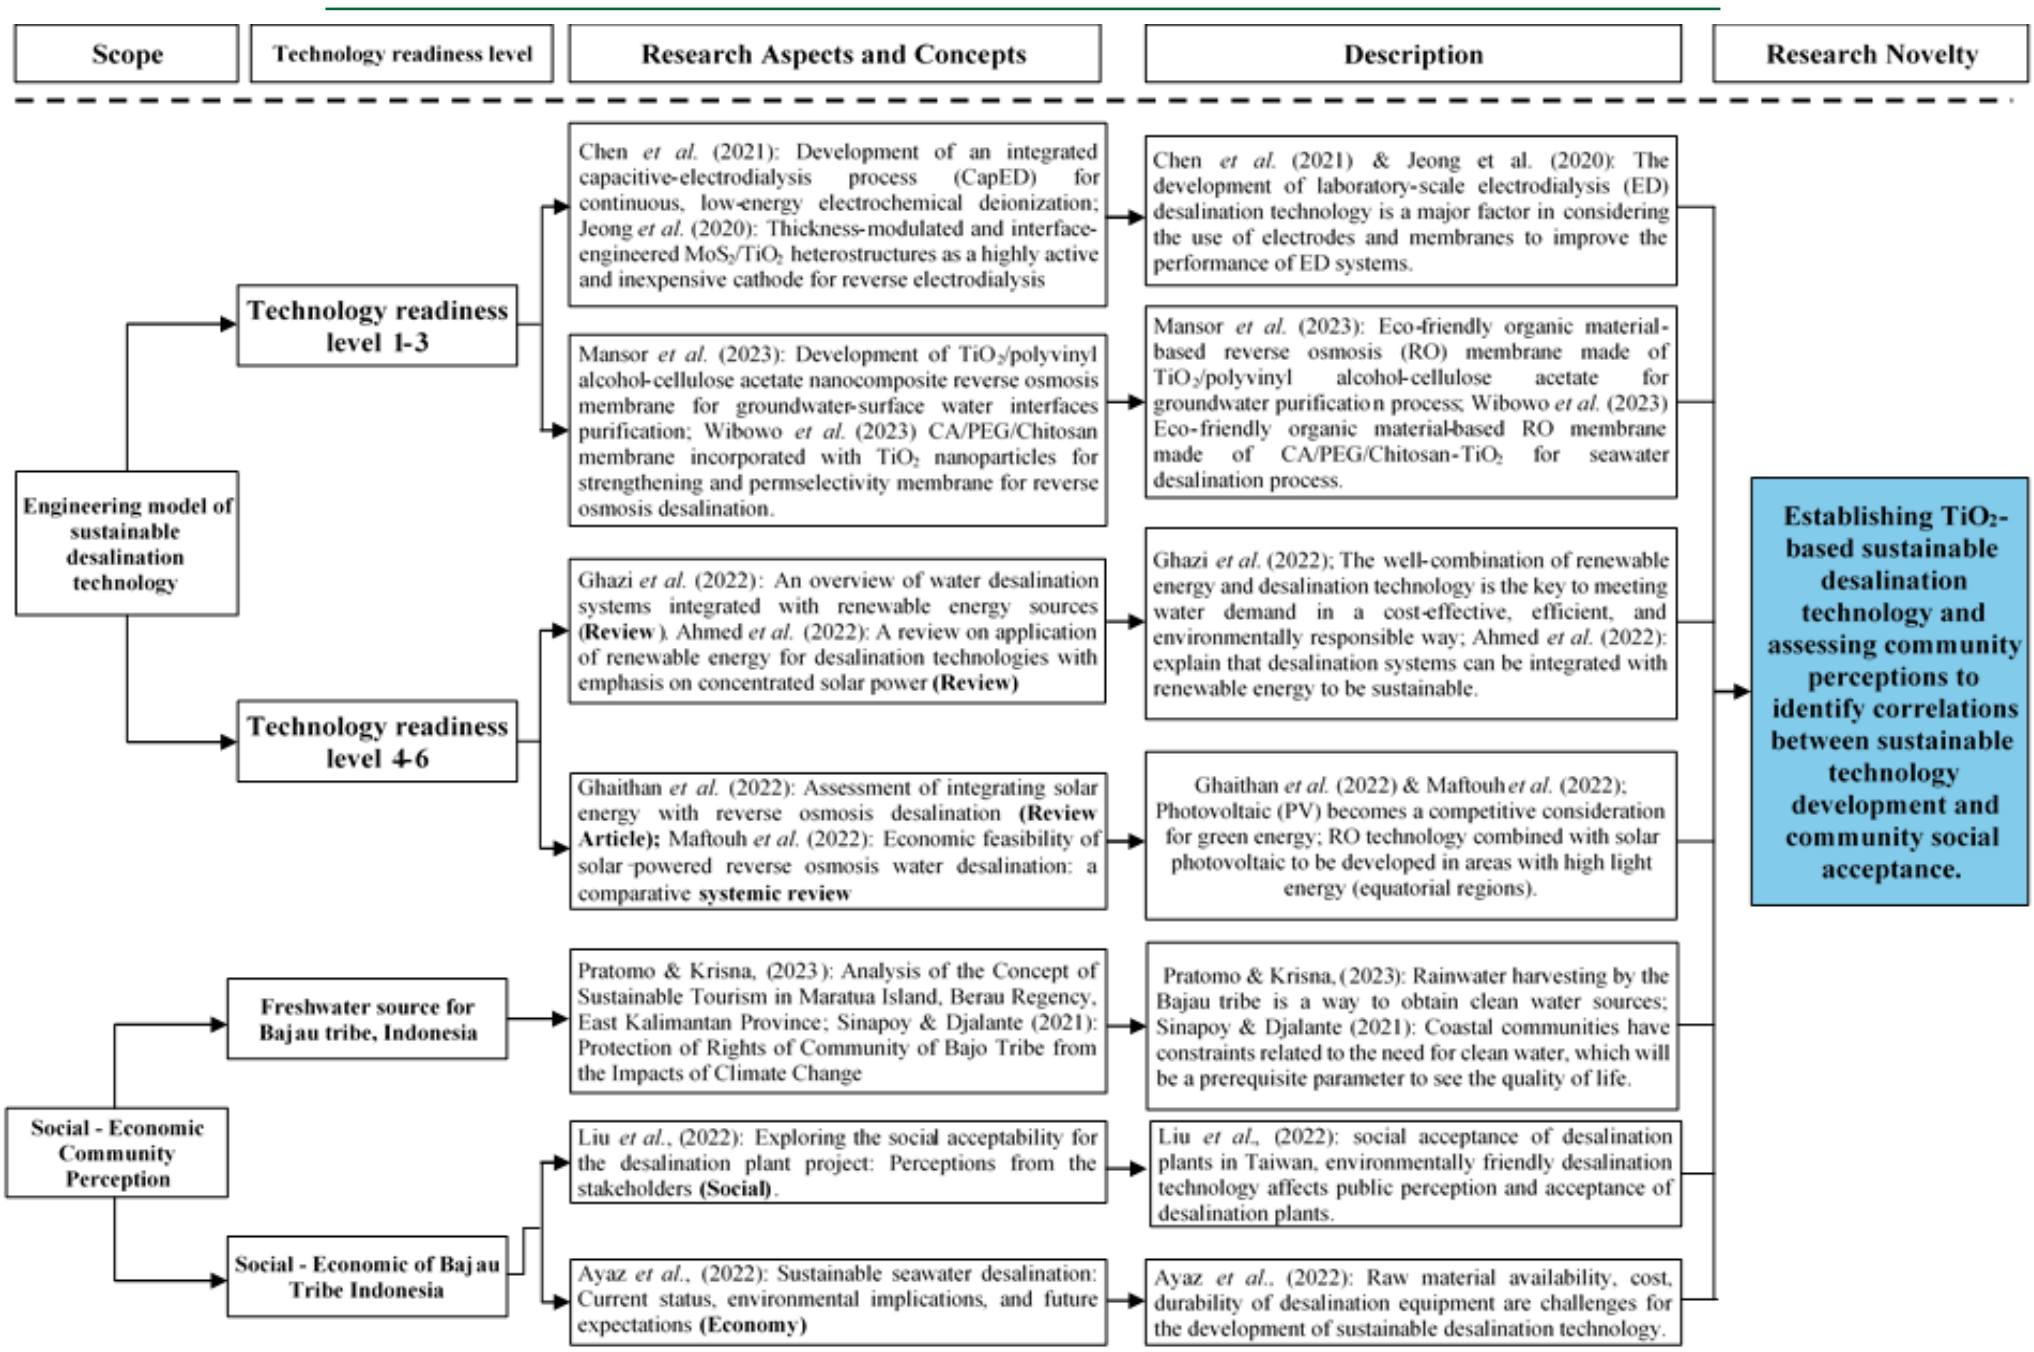 Scope
Technology readiness level
Research Aspects and Concepts
Description
Research Novelty
Engineering model of
sustainable
desalination
technology
Technology readiness
level 1-3
Chen et al. (2021): Development of an integrated
capacitive-electrodialysis process (CapED) for
continuous, low-energy electrochemical deionization;
Jeong et al. (2020): Thickness-modulated and interface-
engineered MoS₂/TiO₂ heterostructures as a highly active
and inexpensive cathode for reverse electrodialysis
Chen et al. (2021) & Jeong et al. (2020): The
development of laboratory-scale electrodialysis (ED)
desalination technology is a major factor in considering
the use of electrodes and membranes to improve the
performance of ED systems.
Mansor et al. (2023): Development of TiO₂/polyvinyl
alcohol-cellulose acetate nanocomposite reverse osmosis
membrane for groundwater-surface water interfaces
purification; Wibowo et al. (2023) CA/PEG/Chitosan
membrane incorporated with TiO₂ nanoparticles for
strengthening and permselectivity membrane for reverse
osmosis desalination.
Mansor et al. (2023): Eco-friendly organic material-
based reverse osmosis (RO) membrane made of
TiO₂/polyvinyl alcohol-cellulose acetate for
groundwater purification process; Wibowo et al. (2023)
Eco-friendly organic material-based RO membrane
made of CA/PEG/Chitosan-TiO₂ for seawater
desalination process.
Technology readiness
level 4-6
Ghazi et al. (2022): An overview of water desalination
systems integrated with renewable energy sources
(Review). Ahmed et al. (2022): A review on application
of renewable energy for desalination technologies with
emphasis on concentrated solar power (Review)
Ghazi et al. (2022); The well-combination of renewable
energy and desalination technology is the key to meeting
water demand in a cost-effective, efficient, and
environmentally responsible way; Ahmed et al. (2022):
explain that desalination systems can be integrated with
renewable energy to be sustainable.
Ghaithan et al. (2022): Assessment of integrating solar
energy with reverse osmosis desalination (Review
Article); Maftouh et al. (2022): Economic feasibility of
solar-powered reverse osmosis water desalination: a
comparative systemic review
Ghaithan et al. (2022) & Maftouh et al. (2022);
Photovoltaic (PV) becomes a competitive consideration
for green energy; RO technology combined with solar
photovoltaic to be developed in areas with high light
energy (equatorial regions).
Social - Economic
Community
Perception
Freshwater source for
Bajau tribe, Indonesia
Pratomo & Krisna, (2023): Analysis of the Concept of
Sustainable Tourism in Maratua Island, Berau Regency,
East Kalimantan Province; Sinapoy & Djalante (2021):
Protection of Rights of Community of Bajo Tribe from
the Impacts of Climate Change
Pratomo & Krisna, (2023): Rainwater harvesting by the
Bajau tribe is a way to obtain clean water sources;
Sinapoy & Djalante (2021): Coastal communities have
constraints related to the need for clean water, which will
be a prerequisite parameter to see the quality of life.
Social - Economic of Bajau
Tribe Indonesia
Liu et al., (2022): Exploring the social acceptability for
the desalination plant project: Perceptions from the
stakeholders (Social).
Liu et al., (2022): social acceptance of desalination
plants in Taiwan, environmentally friendly desalination
technology affects public perception and acceptance of
desalination plants.
Ayaz et al., (2022): Sustainable seawater desalination:
Current status, environmental implications, and future
expectations (Economy)
Ayaz et al., (2022): Raw material availability, cost,
durability of desalination equipment are challenges for
the development of sustainable desalination technology.
Establishing TiO₂-
based sustainable
desalination
technology and
assessing community
perceptions to
identify correlations
between sustainable
technology
development and
community social
acceptance.